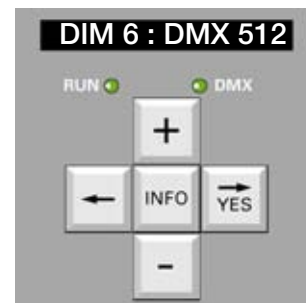 DIM 6 : DMX 512
RUN DMX
+
← INFO → YES
-